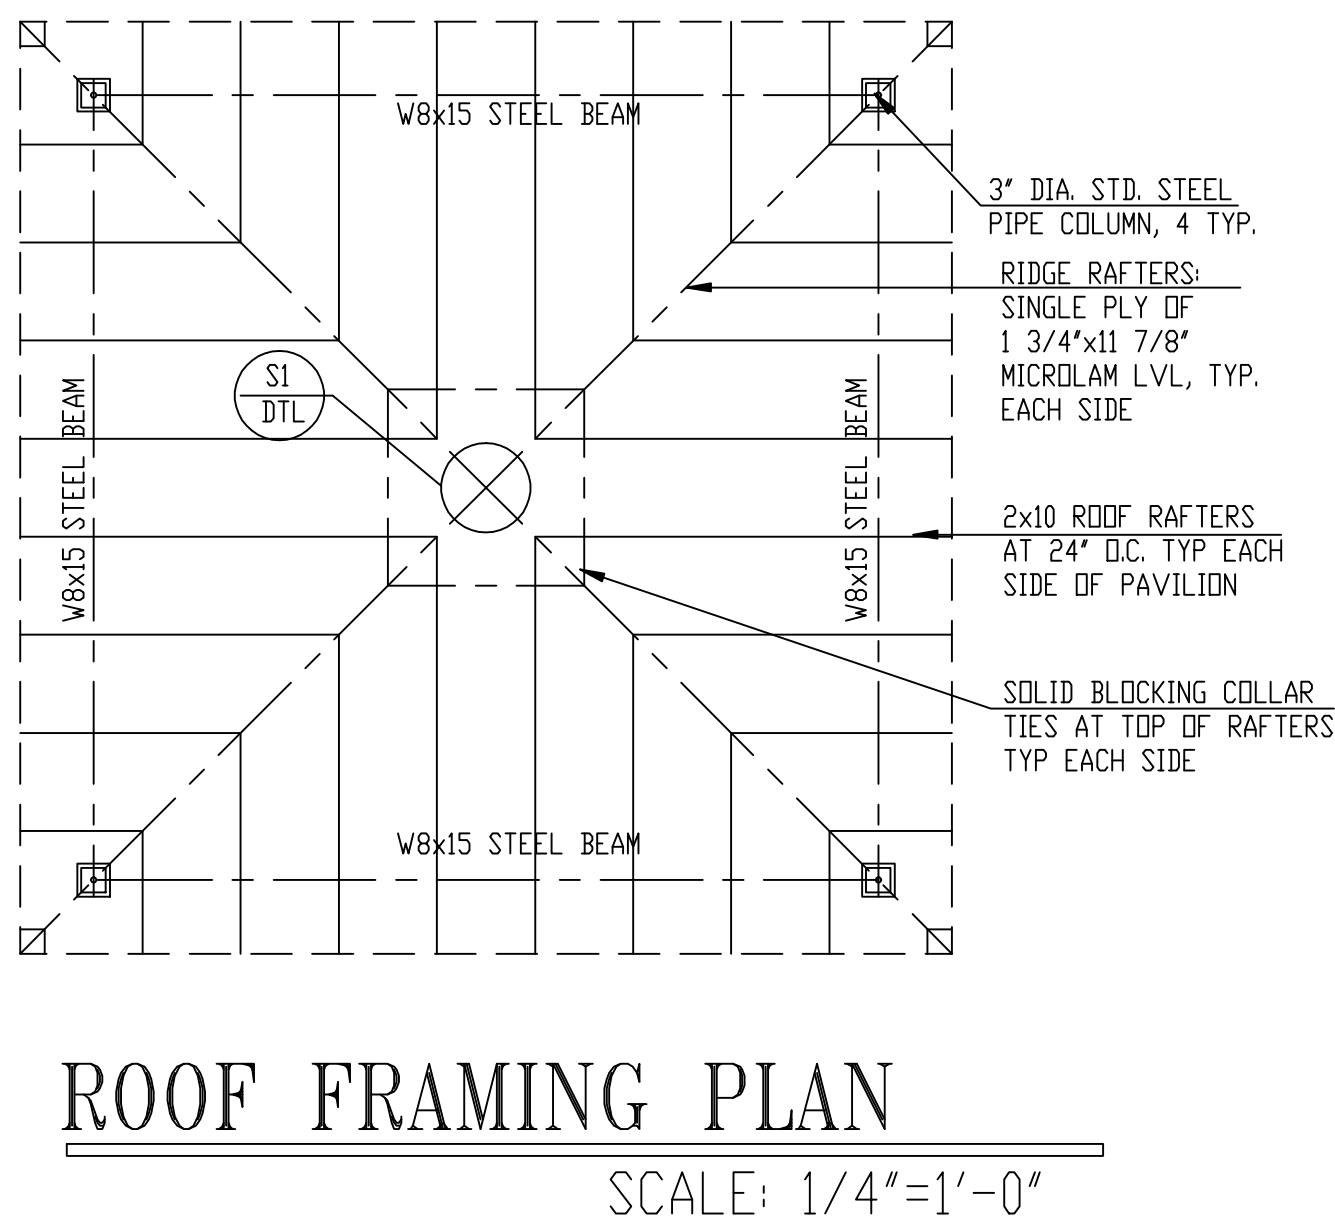 W8x15 STEEL BEAM
3" DIA. STD. STEEL
PIPE COLUMN, 4 TYP.
RIDGE RAFTERS:
SINGLE PLY OF
1 3/4"x11 7/8"
MICROLAM LVL, TYP.
EACH SIDE
S1
DTL
W8x15 STEEL BEAM
W8x15 STEEL BEAM
2x10 ROOF RAFTERS
AT 24" O.C. TYP EACH
SIDE OF PAVILION
SOLID BLOCKING COLLAR
TIES AT TOP OF RAFTERS
TYP EACH SIDE
W8x15 STEEL BEAM
ROOF FRAMING PLAN
SCALE: 1/4"=1'-0"